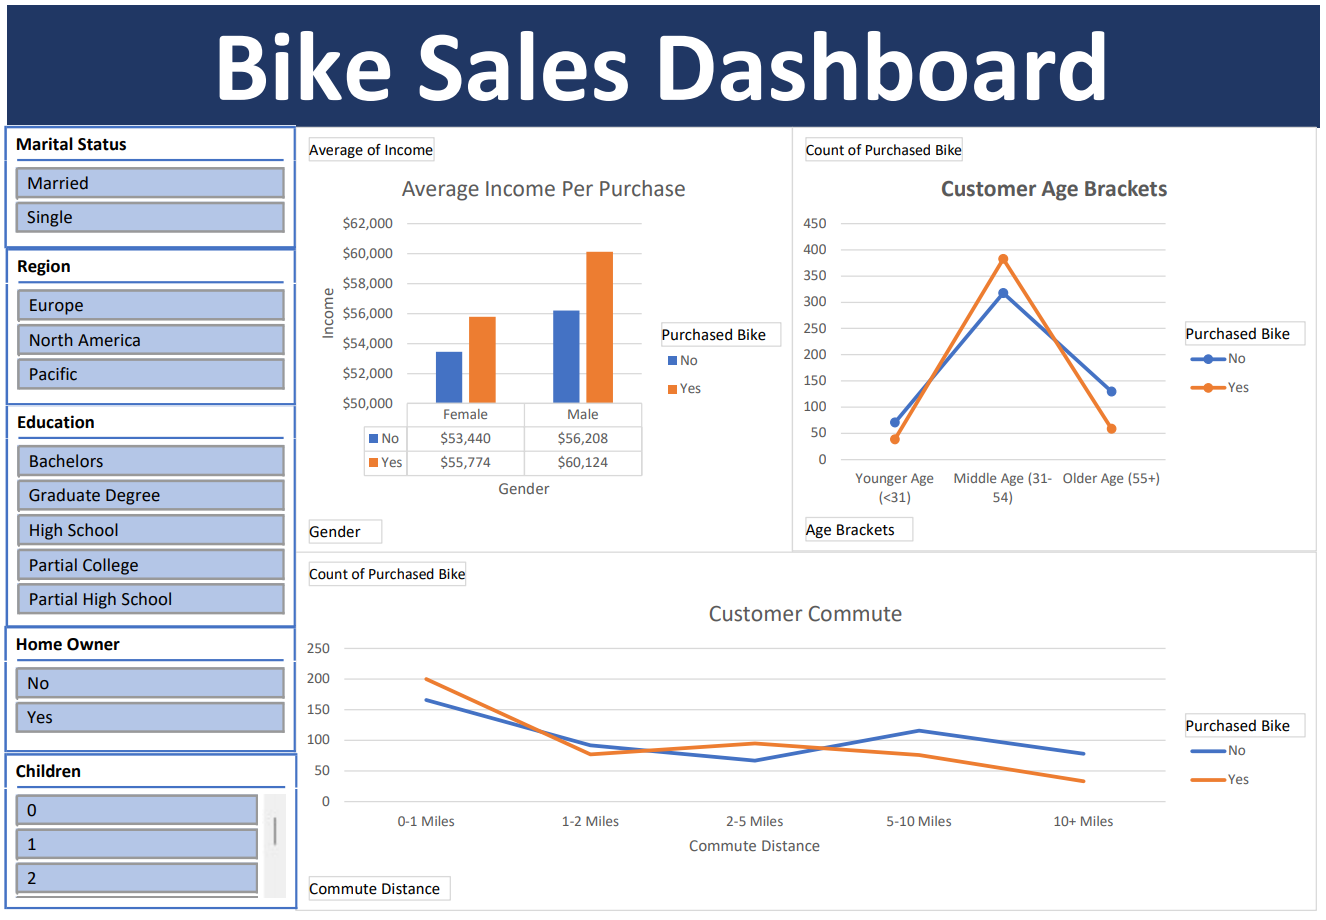 Bike Sales Dashboard
Marital Status
Married
Single
Region
Europe
North America
Pacific
Education
Bachelors
Graduate Degree
High School
Partial College
Partial High School
Home Owner
No
Yes
Children
0
1
2
Average of Income
Average Income Per Purchase
$62,000
$60,000
$58,000
$56,000
$54,000
$52,000
$50,000
Income
Female Male
No $53,440 $56,208
Yes $55,774 $60,124
Gender
Purchased Bike
No
Yes
Gender
Count of Purchased Bike
Customer Age Brackets
450
400
350
300
250
200
150
100
50
0
Younger Age (<31)
Middle Age (31-54)
Older Age (55+)
Purchased Bike
No
Yes
Age Brackets
Count of Purchased Bike
Customer Commute
250
200
150
100
50
0
0-1 Miles 1-2 Miles 2-5 Miles 5-10 Miles 10+ Miles
Commute Distance
Purchased Bike
No
Yes
Commute Distance